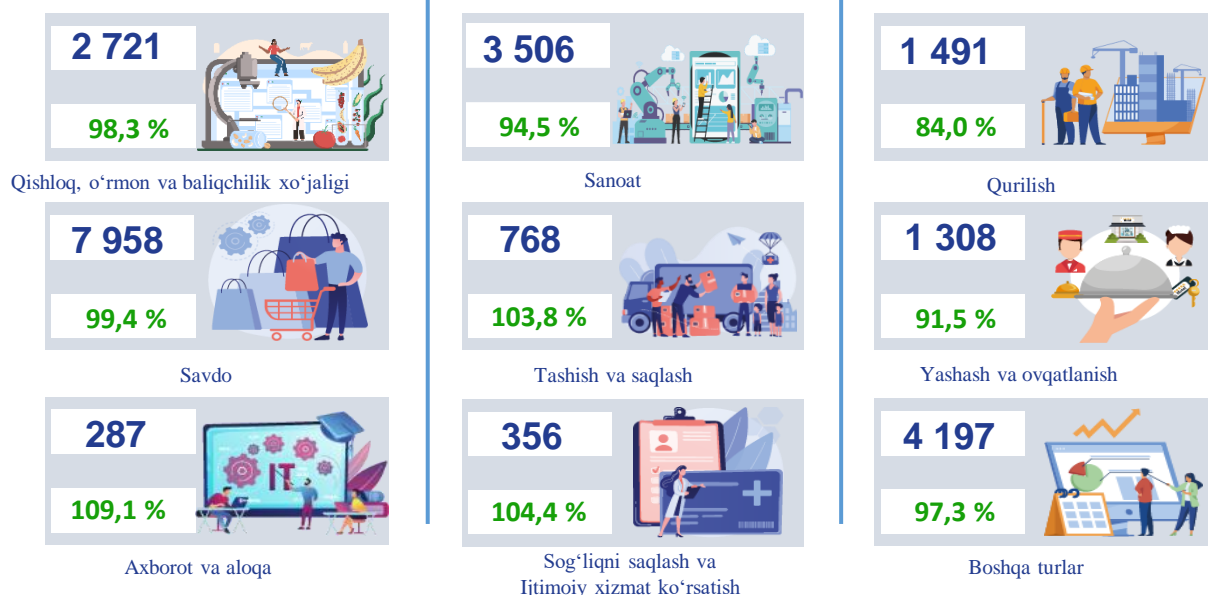 2 721
98,3 %
Qishloq, o‘rmon va baliqchilik xo‘jaligi
3 506
94,5 %
Sanoat
1 491
84,0 %
Qurilish
7 958
99,4 %
Savdo
768
103,8 %
Tashish va saqlash
1 308
91,5 %
Yashash va ovqatlanish
287
109,1 %
IT
Axborot va aloqa
356
104,4 %
Sog‘liqni saqlash va
Ijtimoiy xizmat ko‘rsatish
4 197
97,3 %
Boshqa turlar